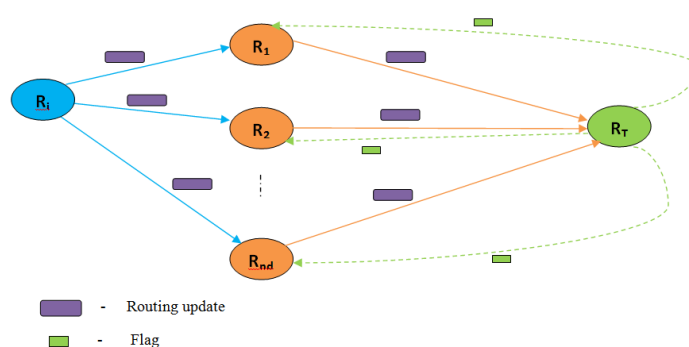 R1
Ri
R2
RT
Rnd
- Routing update
- Flag